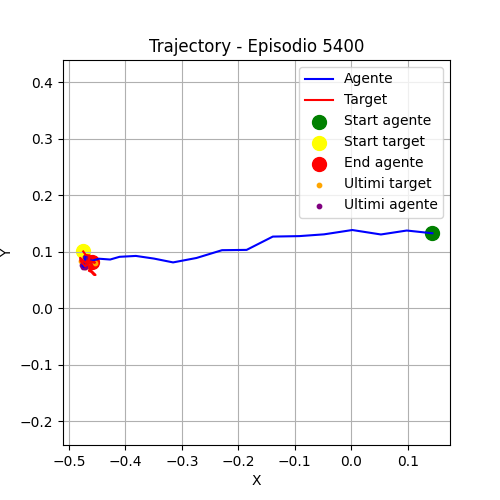 Trajectory - Episodio 5400
Agente
Target
Start agente
Start target
End agente
Ultimi target
Ultimi agente
0.4
0.3
0.2
0.1
0.0
−0.1
−0.2
Y
−0.5
−0.4
−0.3
−0.2
−0.1
0.0
0.1
X